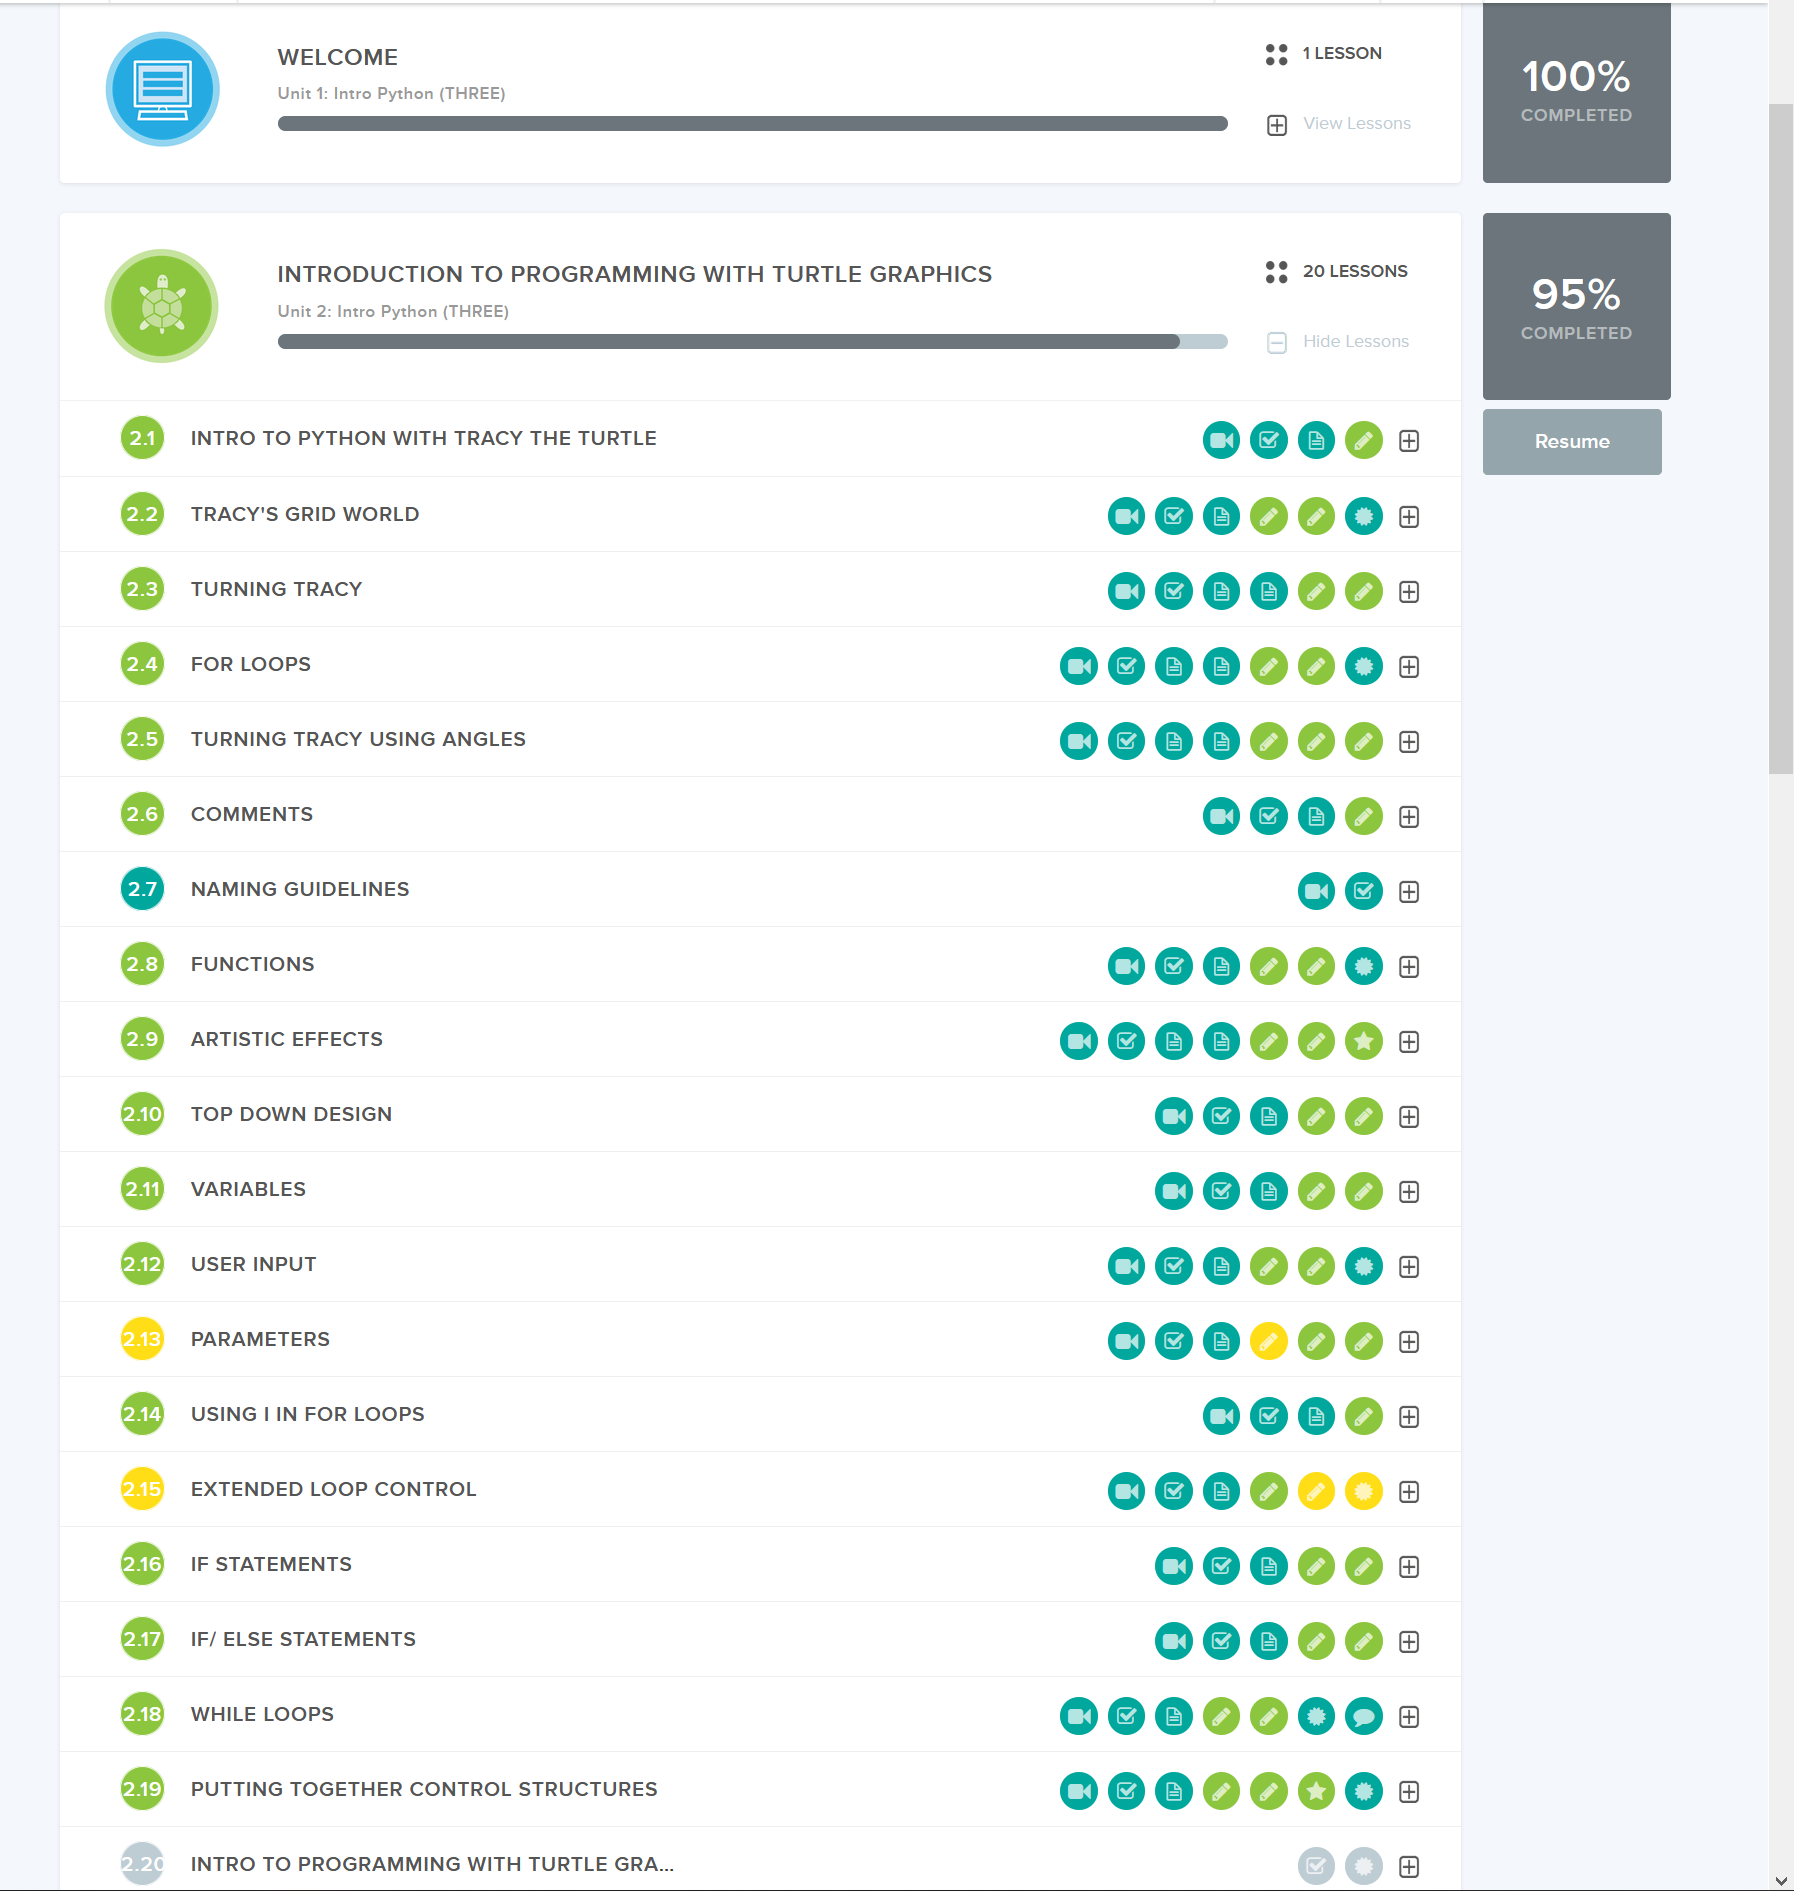 WELCOME
1 LESSON
Unit 1: Intro Python (THREE)
View Lessons
100%
COMPLETED
INTRODUCTION TO PROGRAMMING WITH TURTLE GRAPHICS
20 LESSONS
Unit 2: Intro Python (THREE)
Hide Lessons
95%
COMPLETED
Resume
2.1 INTRO TO PYTHON WITH TRACY THE TURTLE
2.2 TRACY'S GRID WORLD
2.3 TURNING TRACY
2.4 FOR LOOPS
2.5 TURNING TRACY USING ANGLES
2.6 COMMENTS
2.7 NAMING GUIDELINES
2.8 FUNCTIONS
2.9 ARTISTIC EFFECTS
2.10 TOP DOWN DESIGN
2.11 VARIABLES
2.12 USER INPUT
2.13 PARAMETERS
2.14 USING I IN FOR LOOPS
2.15 EXTENDED LOOP CONTROL
2.16 IF STATEMENTS
2.17 IF/ ELSE STATEMENTS
2.18 WHILE LOOPS
2.19 PUTTING TOGETHER CONTROL STRUCTURES
2.20 INTRO TO PROGRAMMING WITH TURTLE GRA...